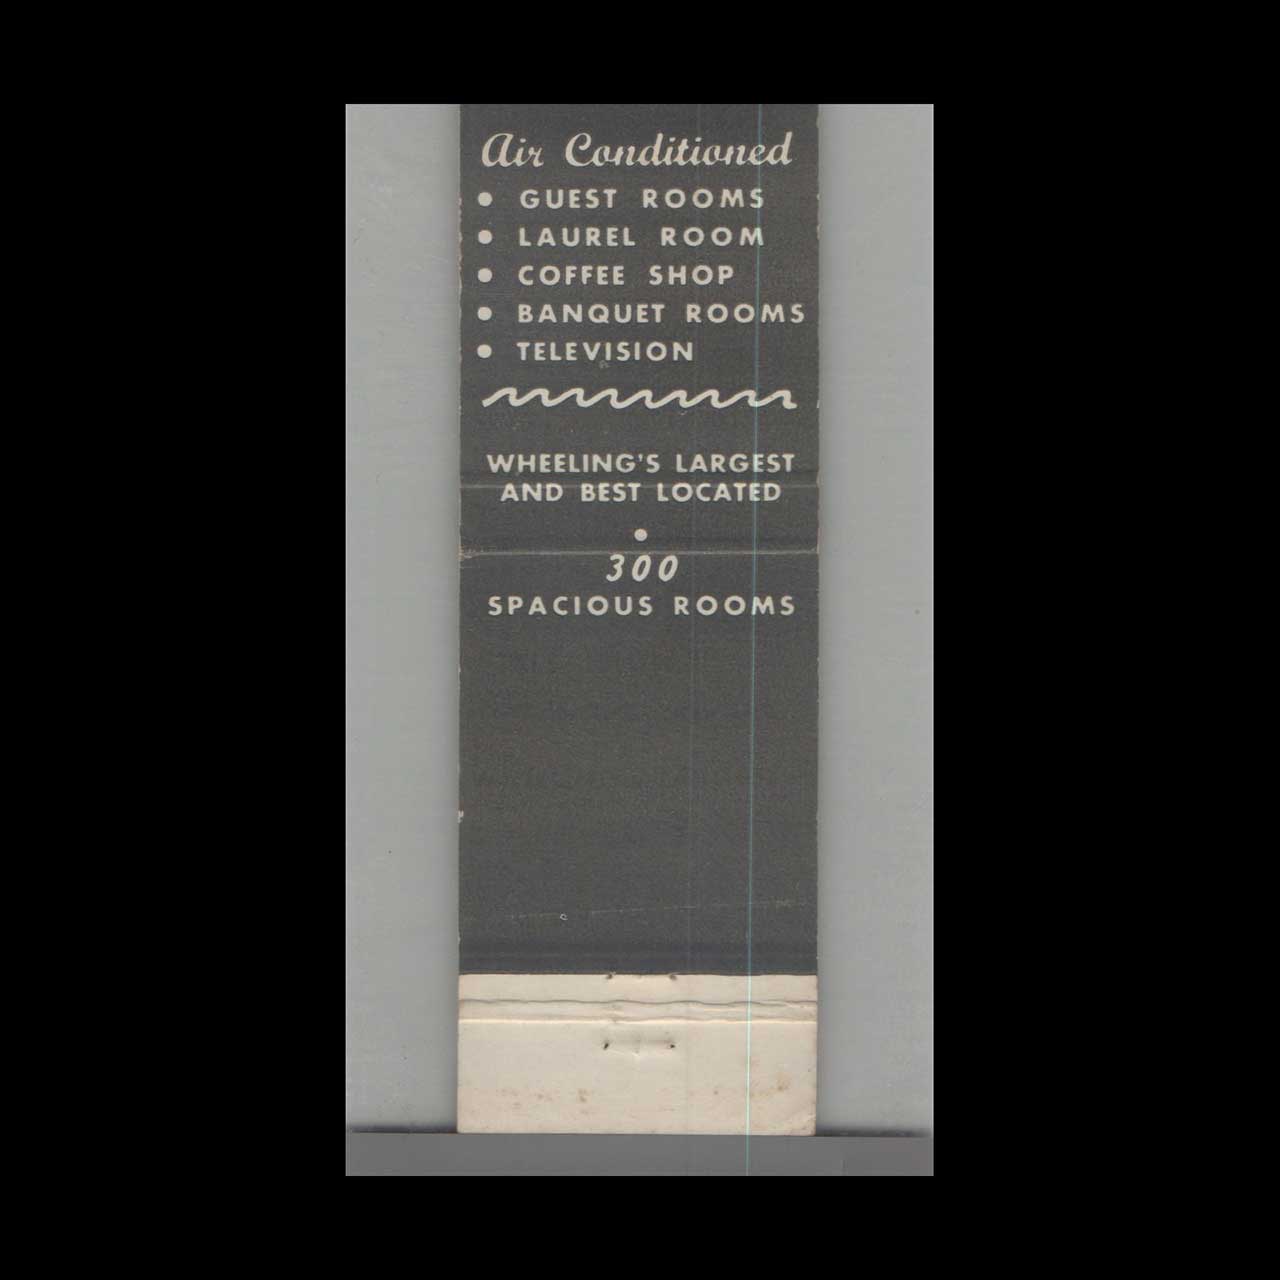 Air Conditioned
• GUEST ROOMS
• LAUREL ROOM
• COFFEE SHOP
• BANQUET ROOMS
• TELEVISION
WHEELING'S LARGEST
AND BEST LOCATED
•
300
SPACIOUS ROOMS